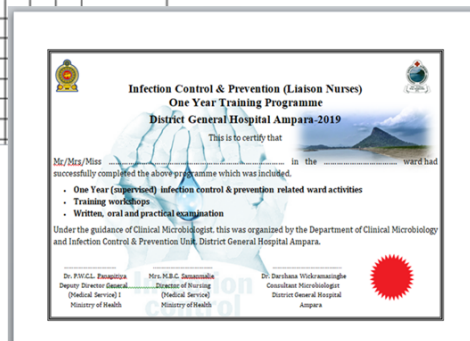 Infection Control & Prevention (Liaison Nurses)
One Year Training Programme
District General Hospital Ampara-2019
This is to certify that
Mr/Mrs/Miss ........................................................ in the ................................ ward had
successfully completed the above programme which was included.
• One Year (supervised) infection control & prevention related ward activities
• Training workshops
• Written, oral and practical examination
Under the guidance of Clinical Microbiologist. this was organized by the Department of Clinical Microbiology
and Infection Control & Prevention Unit. District General Hospital Ampara.
Infection
control
Dr. P.W.C.L. Panapitiya
Deputy Director General
(Medical Service) I
Ministry of Health
Mrs. M.B.C. Samanmalie
Director of Nursing
(Medical Service)
Ministry of Health
Dr. Darshana Wickramasinghe
Consultant Microbiologist
District General Hospital
Ampara